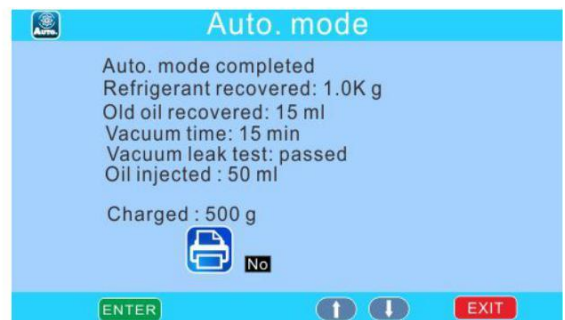 AUTO.
Auto. mode
Auto. mode completed
Refrigerant recovered: 1.0K g
Old oil recovered: 15 ml
Vacuum time: 15 min
Vacuum leak test: passed
Oil injected : 50 ml
Charged : 500 g
No
ENTER
EXIT